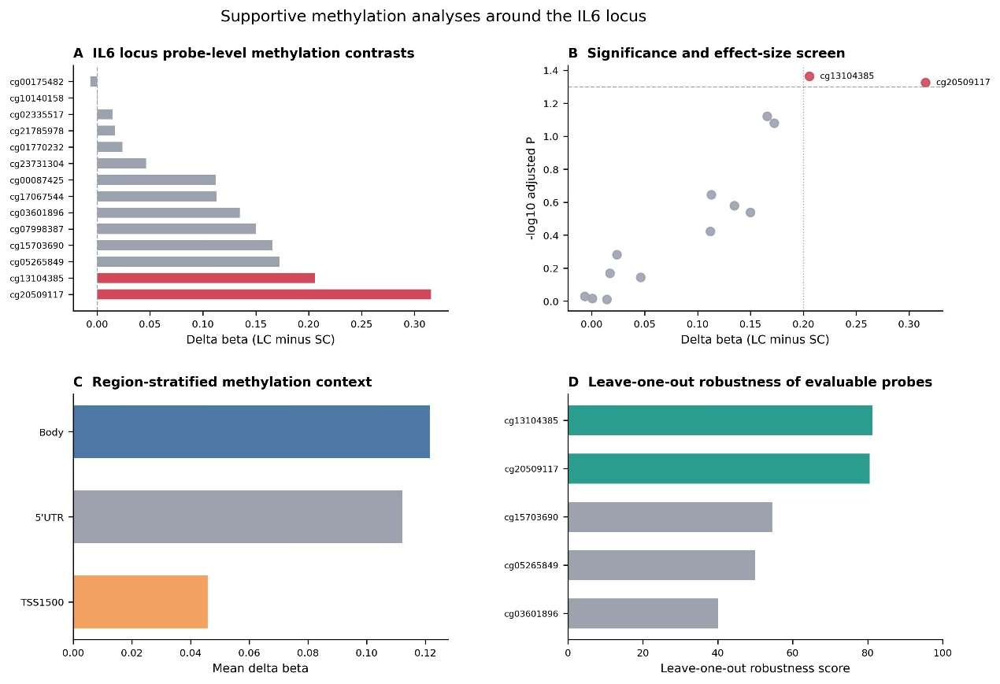 Supportive methylation analyses around the IL6 locus
A IL6 locus probe-level methylation contrasts
cg00175482
cg10140158
cg02335517
cg21785978
cg01770232
cg23731304
cg00087425
cg17067544
cg03601896
cg07998387
cg15703690
cg05265849
cg13104385
cg20509117
0.00 0.05 0.10 0.15 0.20 0.25 0.30
Delta beta (LC minus SC)
B Significance and effect-size screen
-log10 adjusted P
1.4
1.2
1.0
0.8
0.6
0.4
0.2
0.0
cg13104385
cg20509117
0.00 0.05 0.10 0.15 0.20 0.25 0.30
Delta beta (LC minus SC)
C Region-stratified methylation context
Body
5'UTR
TSS1500
0.00 0.02 0.04 0.06 0.08 0.10 0.12
Mean delta beta
D Leave-one-out robustness of evaluable probes
cg13104385
cg20509117
cg15703690
cg05265849
cg03601896
0 20 40 60 80 100
Leave-one-out robustness score